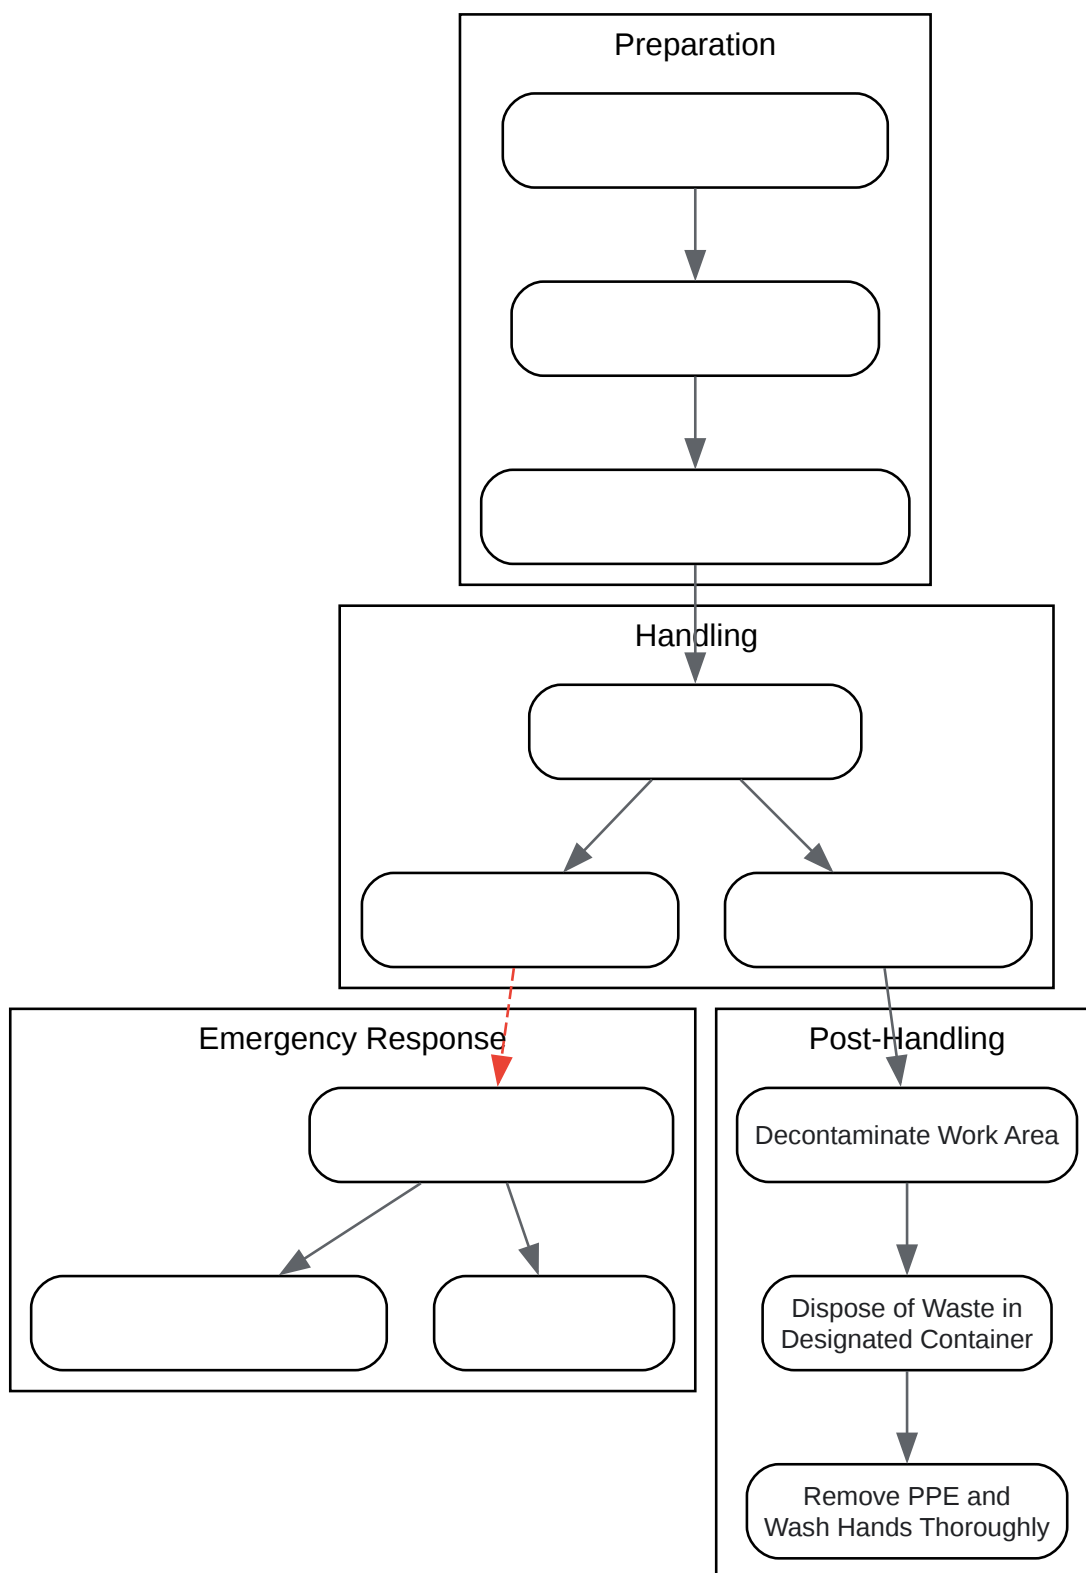 Preparation
Handling
Emergency Response
Post-Handling
Decontaminate Work Area
Dispose of Waste in
Designated Container
Remove PPE and
Wash Hands Thoroughly